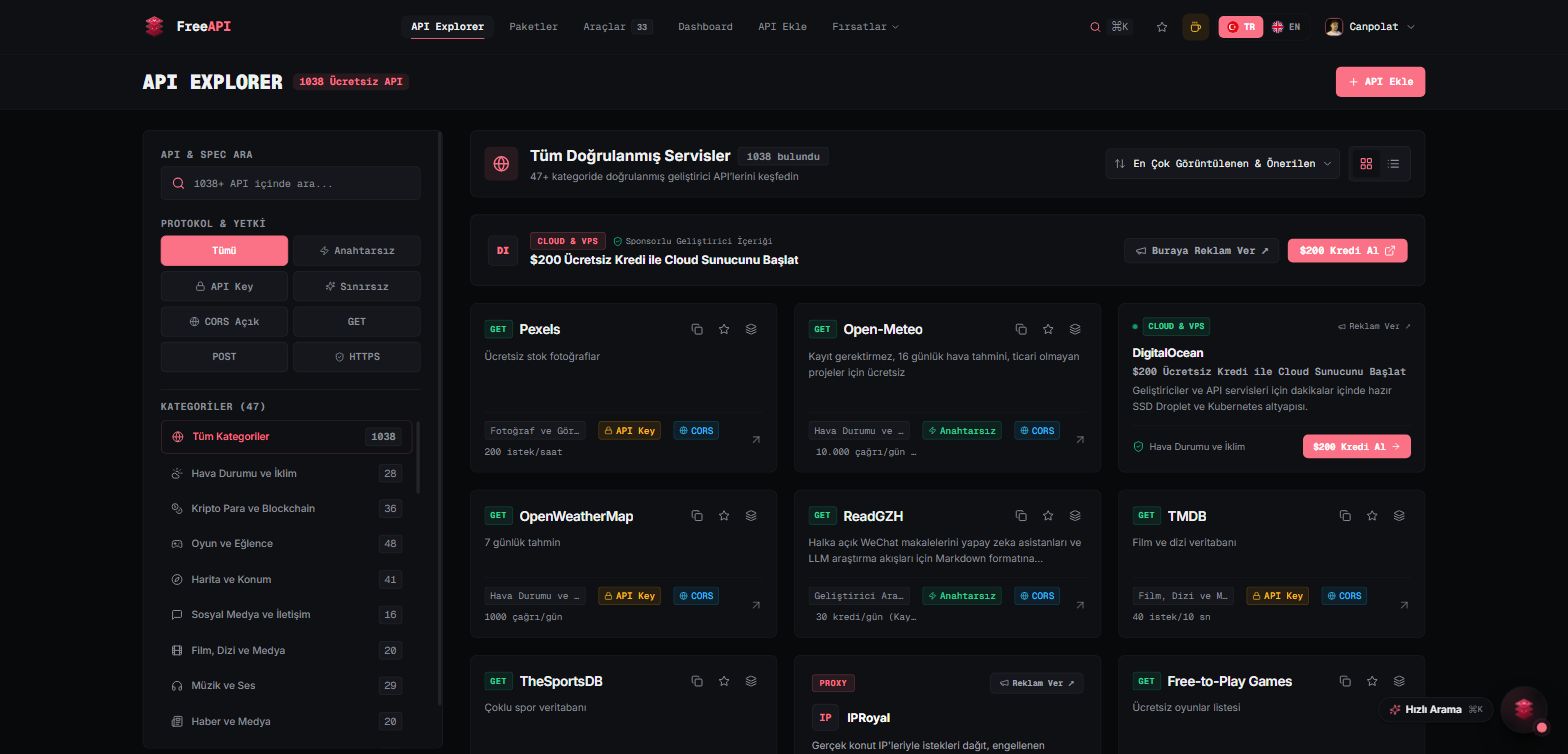 FreeAPI
API Explorer
Paketler
Araçlar 33
Dashboard
API Ekle
Fırsatlar
⌘K
TR
EN
Canpolat
API EXPLORER
1038 Ücretsiz API
+ API Ekle
API & SPEC ARA
1038+ API içinde ara...
PROTOKOL & YETKİ
Tümü
Anahtarsız
API Key
Sınırsız
CORS Açık
GET
POST
HTTPS
KATEGORİLER (47)
Tüm Kategoriler 1038
Hava Durumu ve İklim 28
Kripto Para ve Blockchain 36
Oyun ve Eğlence 48
Harita ve Konum 41
Sosyal Medya ve İletişim 16
Film, Dizi ve Medya 20
Müzik ve Ses 29
Haber ve Medya 20
Tüm Doğrulanmış Servisler 1038 bulundu
47+ kategoride doğrulanmış geliştirici API'lerini keşfedin
En Çok Görüntülenen & Önerilen
DI
CLOUD & VPS Sponsorlu Geliştirici İçeriği
$200 Ücretsiz Kredi ile Cloud Sunucunu Başlat
Buraya Reklam Ver ↗
$200 Kredi Al
GET Pexels
Ücretsiz stok fotoğraflar
Fotoğraf ve Gör… API Key CORS
200 istek/saat
GET Open-Meteo
Kayıt gerektirmez, 16 günlük hava tahmini, ticari olmayan
projeler için ücretsiz
Hava Durumu ve … Anahtarsız CORS
10.000 çağrı/gün …
CLOUD & VPS Reklam Ver ↗
DigitalOcean
$200 Ücretsiz Kredi ile Cloud Sunucunu Başlat
Geliştiriciler ve API servisleri için dakikalar içinde hazır
SSD Droplet ve Kubernetes altyapısı.
Hava Durumu ve İklim $200 Kredi Al →
GET OpenWeatherMap
7 günlük tahmin
Hava Durumu ve … API Key CORS
1000 çağrı/gün
GET ReadGZH
Halka açık WeChat makalelerini yapay zeka asistanları ve
LLM araştırma akışları için Markdown formatına...
Geliştirici Ara… Anahtarsız CORS
30 kredi/gün (Kay…
GET TMDB
Film ve dizi veritabanı
Film, Dizi ve M… API Key CORS
40 istek/10 sn
GET TheSportsDB
Çoklu spor veritabanı
PROXY Reklam Ver ↗
IP IPRoyal
Gerçek konut IP'leriyle istekleri dağıt, engellenen
GET Free-to-Play Games
Ücretsiz oyunlar listesi
Hızlı Arama ⌘K